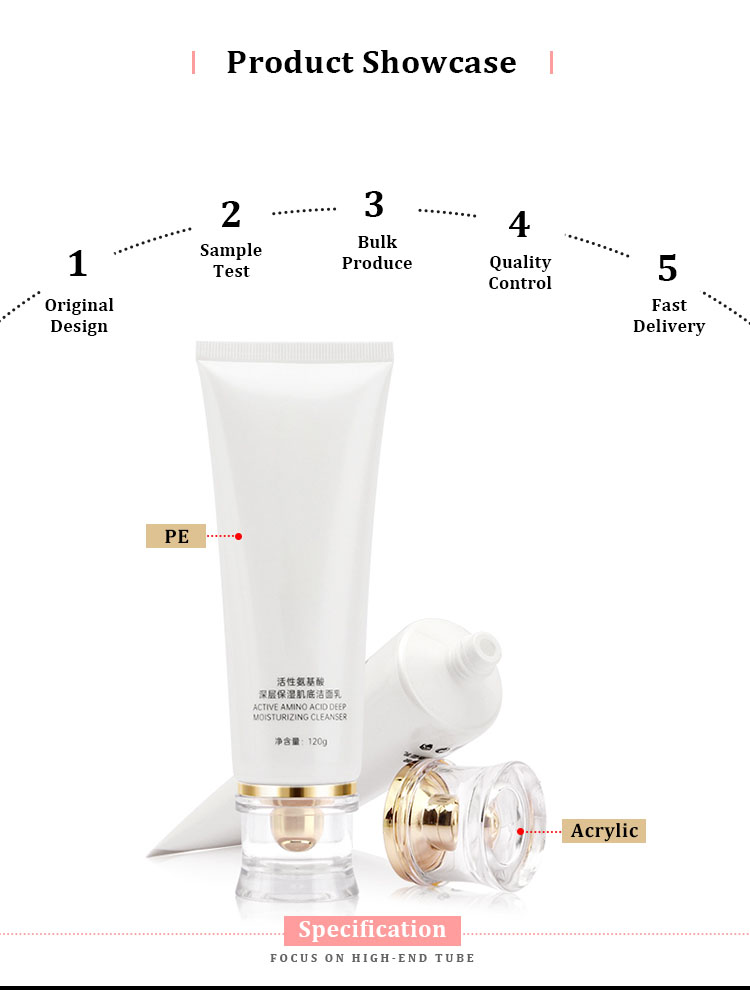 Product Showcase
1
Original
Design
2
Sample
Test
3
Bulk
Produce
4
Quality
Control
5
Fast
Delivery
PE
活性氨基酸
深层保湿肌底洁面乳
ACTIVE AMINO ACID DEEP
MOISTURIZING CLEANSER
净含量：120g
Acrylic
Specification
FOCUS ON HIGH-END TUBE